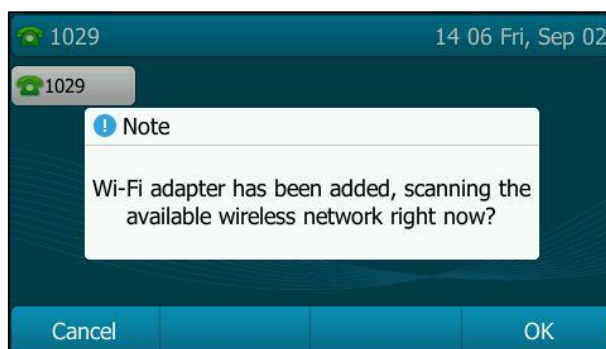 1029
14 06 Fri, Sep 02
1029
Note
Wi-Fi adapter has been added, scanning the
available wireless network right now?
Cancel
OK